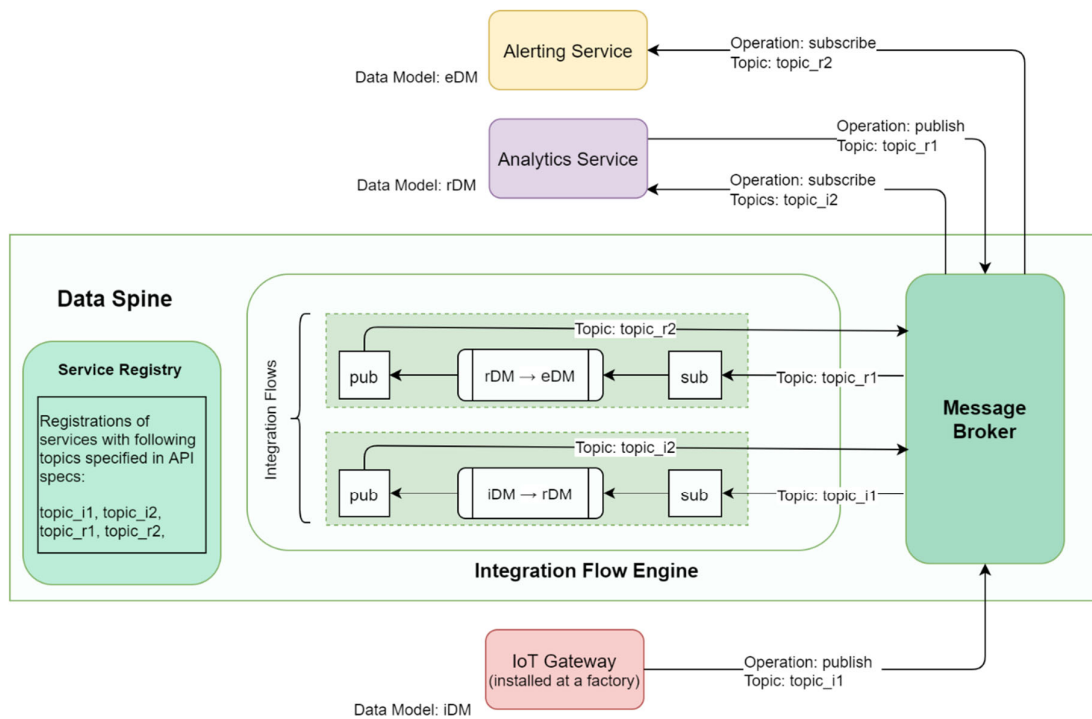 Alerting Service
Data Model: eDM
Operation: subscribe
Topic: topic_r2
Analytics Service
Data Model: rDM
Operation: publish
Topic: topic_r1
Operation: subscribe
Topics: topic_i2
Data Spine
Service Registry
Registrations of
services with following
topics specified in API
specs:
topic_i1, topic_i2,
topic_r1, topic_r2,
Integration Flows
Topic: topic_r2
pub
rDM → eDM
sub
Topic: topic_r1
Topic: topic_i2
pub
iDM → rDM
sub
Topic: topic_i1
Integration Flow Engine
Message
Broker
IoT Gateway
(installed at a factory)
Data Model: iDM
Operation: publish
Topic: topic_i1